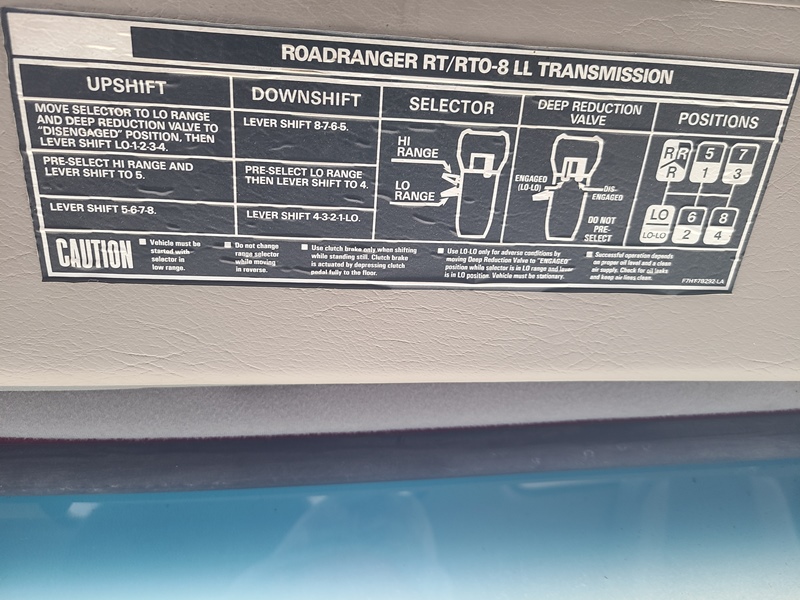 ROADRANGER RT/RTO-8 LL TRANSMISSION
UPSHIFT
MOVE SELECTOR TO LO RANGE
AND DEEP REDUCTION VALVE TO
"DISENGAGED" POSITION, THEN
LEVER SHIFT LO-1-2-3-4.
PRE-SELECT HI RANGE AND
LEVER SHIFT TO 5.
LEVER SHIFT 5-6-7-8.
DOWNSHIFT
LEVER SHIFT 8-7-6-5.
PRE-SELECT LO RANGE
THEN LEVER SHIFT TO 4.
LEVER SHIFT 4-3-2-1-LO.
SELECTOR
HI
RANGE
LO
RANGE
DEEP REDUCTION
VALVE
ENGAGED
(LO-LO)
DIS-
ENGAGED
DO NOT
PRE-
SELECT
POSITIONS
R R 5 7
R 1 3
LO 6 8
LO-LO 2 4
CAUTION
Vehicle must be
started with
selector in
low range.
Do not change
range selector
while moving
in reverse.
Use clutch brake only when shifting
while standing still. Clutch brake
is actuated by depressing clutch
pedal fully to the floor.
Use LO-LO only for adverse conditions by
moving Deep Reduction Valve to "ENGAGED"
position while selector is in LO range and lever
is in LO position. Vehicle must be stationary.
Successful operation depends
on proper oil level and a clean
air supply. Check for oil leaks
and keep air lines clean.
F7HT-7B292-LA